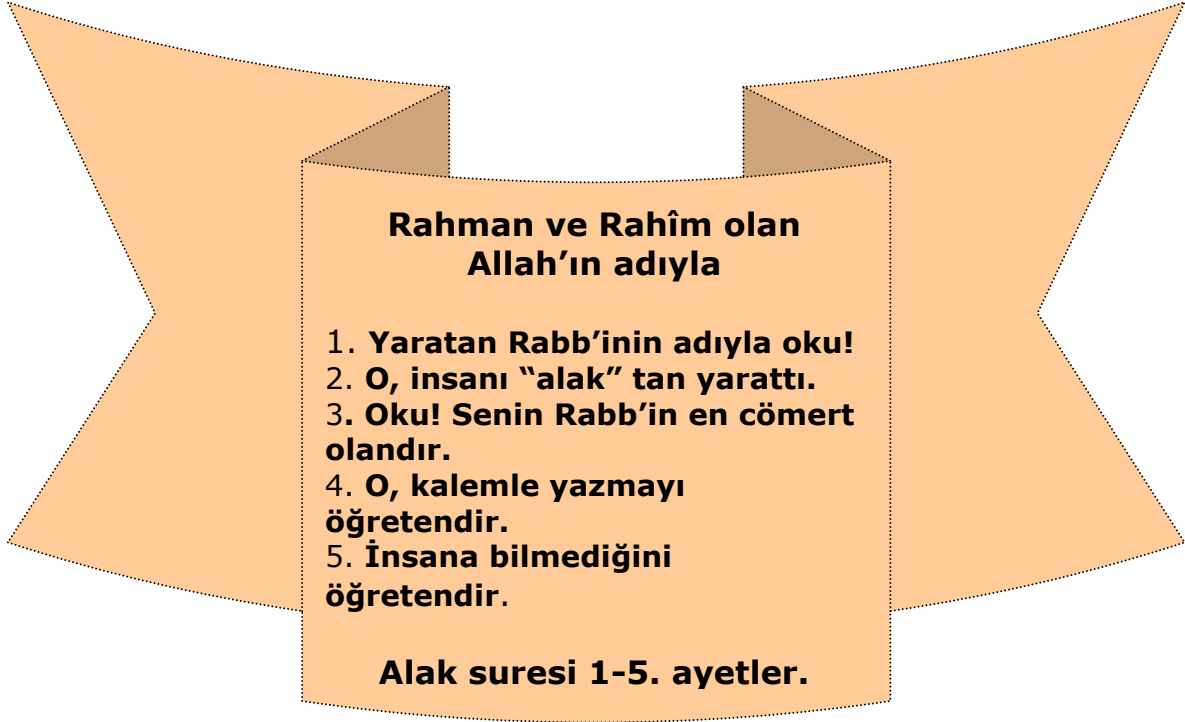 Rahman ve Rahîm olan
Allah’ın adıyla
1. Yaratan Rabb’inin adıyla oku!
2. O, insanı “alak” tan yarattı.
3. Oku! Senin Rabb’in en cömert
olandır.
4. O, kalemle yazmayı
öğretendir.
5. İnsana bilmediğini
öğretendir.
Alak suresi 1-5. ayetler.